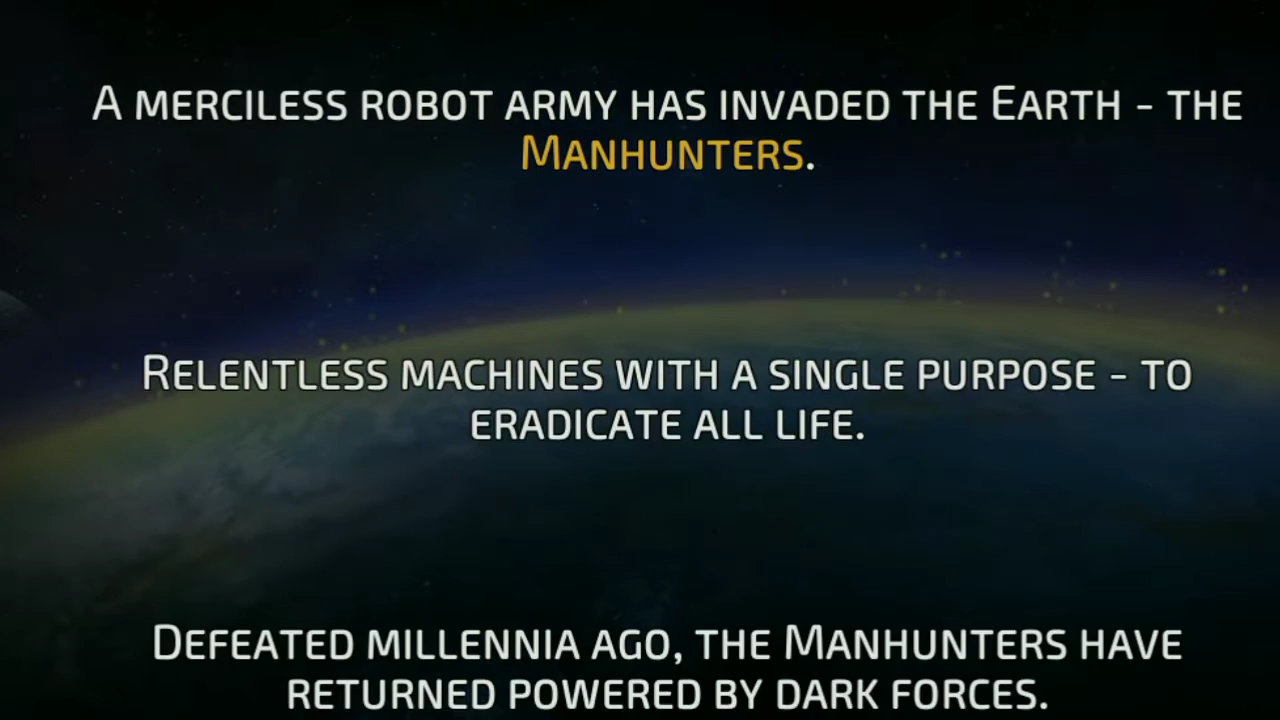 A MERCILESS ROBOT ARMY HAS INVADED THE EARTH - THE
MANHUNTERS.
RELENTLESS MACHINES WITH A SINGLE PURPOSE - TO
ERADICATE ALL LIFE.
DEFEATED MILLENNIA AGO, THE MANHUNTERS HAVE
RETURNED POWERED BY DARK FORCES.